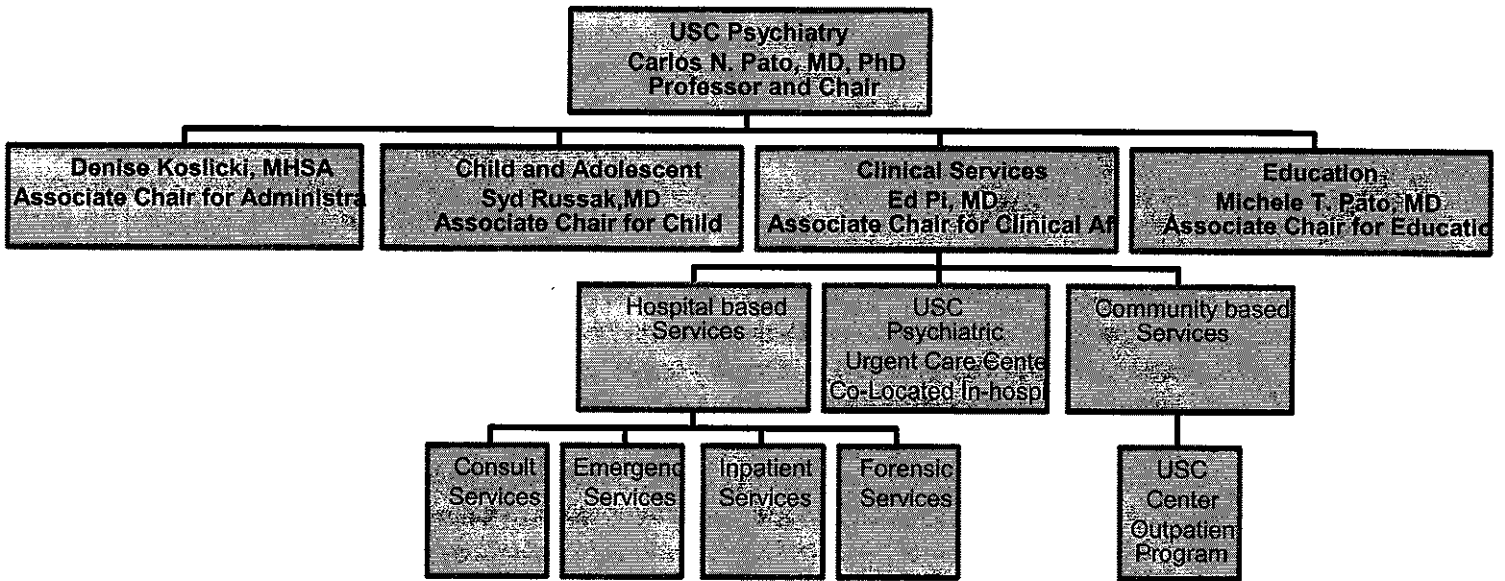 USC Psychiatry
Carlos N. Pato, MD, PhD
Professor and Chair
Denise Koslicki, MHSA
Associate Chair for Administra
Child and Adolescent
Syd Russak,MD
Associate Chair for Child
Clinical Services
Ed Pi, MD
Associate Chair for Clinical Af
Education
Michele T. Pato, MD
Associate Chair for Educatio
Hospital based
Services
USC
Psychiatric
Urgent Care Cente
Co-Located In-hospi
Community based
Services
Consult
Services
Emergenc
Services
Inpatient
Services
Forensic
Services
USC
Center
Outpatien
Program